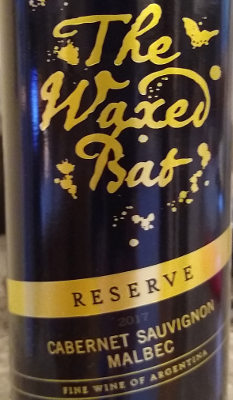 The
Waxed
Bat
RESERVE
2017
CABERNET SAUVIGNON
MALBEC
FINE WINE OF ARGENTINA